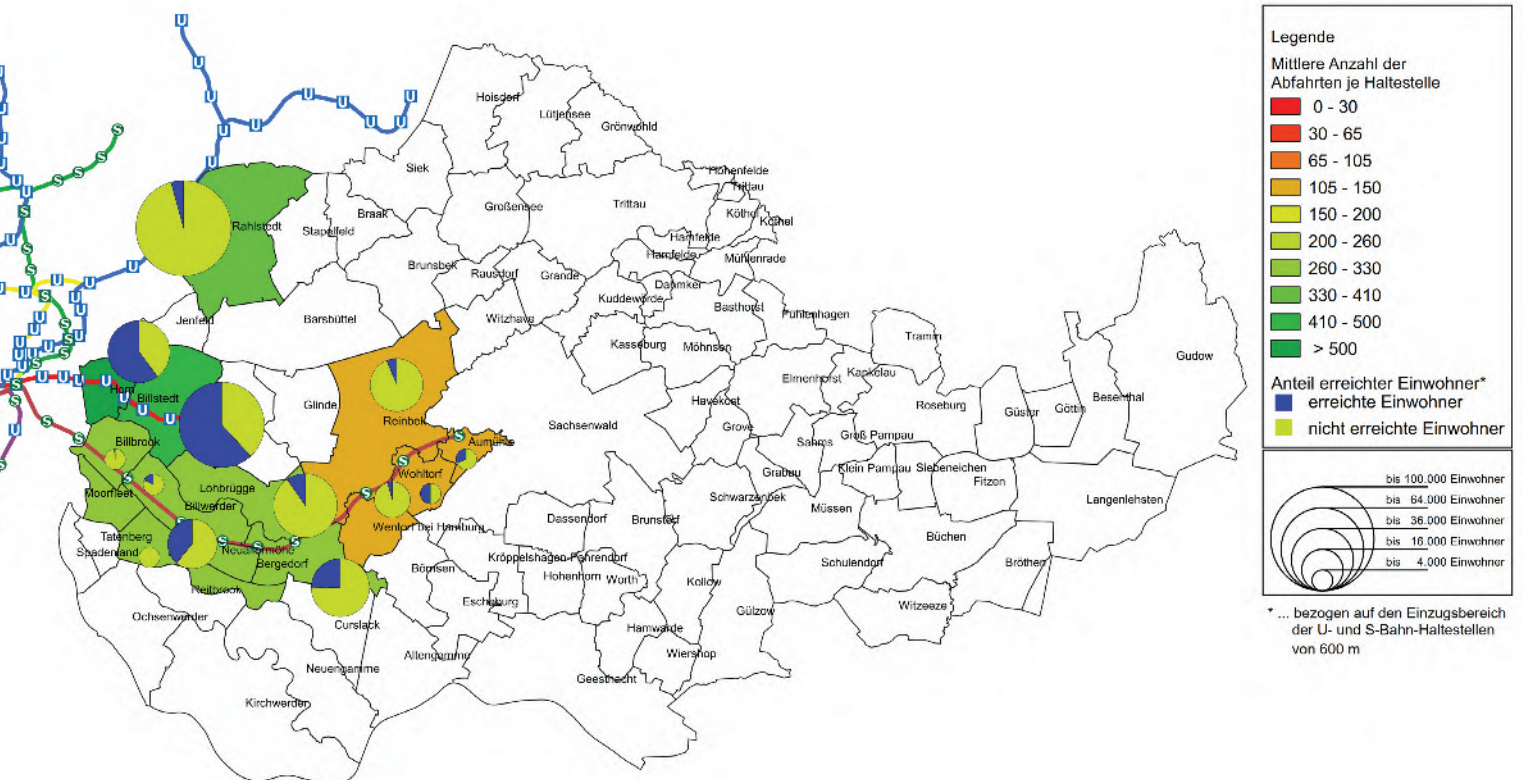 Hoisdorf
Lütjensee
Grönwohld
Siek
Hohenfelde
Trittau
Großensee
Trittau
Köthel
Köthel
Rahlstedt
Stapelfeld
Braak
Hamfelde
Hamfelde
Mühlenrade
Brunsbek
Rausdorf
Grande
Dahmker
Kuddewörde
Basthorst
Fuhlenhagen
Jenfeld
Barsbüttel
Witzhave
Kasseburg
Möhnsen
Tramm
Gudow
Elmenhorst
Kankelau
Horn
Billstedt
Glinde
Reinbek
Sachsenwald
Havekost
Grove
Roseburg
Güster
Göttin
Besenthal
Billbrook
Aumühle
Sahms
Groß Pampau
Wohltorf
Grabau
Klein Pampau
Siebeneichen
Fitzen
Moorfleet
Lohbrügge
Billwerder
Schwarzenbek
Müssen
Langenlehsten
Wentorf bei Hamburg
Dassendorf
Brunstorf
Büchen
Tatenberg
Spadenland
Neuallermöhe
Bergedorf
Kröppelshagen-Fahrendorf
Hohenhorn
Worth
Kollow
Schulendorf
Bröthen
Reitbrook
Börnsen
Escheburg
Gülzow
Witzeeze
Ochsenwerder
Curslack
Hamwarde
Wiershop
Neuengamme
Altengamme
Geesthacht
Kirchwerder
Legende
Mittlere Anzahl der
Abfahrten je Haltestelle
0 - 30
30 - 65
65 - 105
105 - 150
150 - 200
200 - 260
260 - 330
330 - 410
410 - 500
> 500
Anteil erreichter Einwohner*
erreichte Einwohner
nicht erreichte Einwohner
bis 100.000 Einwohner
bis 64.000 Einwohner
bis 36.000 Einwohner
bis 16.000 Einwohner
bis 4.000 Einwohner
* ... bezogen auf den Einzugsbereich
der U- und S-Bahn-Haltestellen
von 600 m